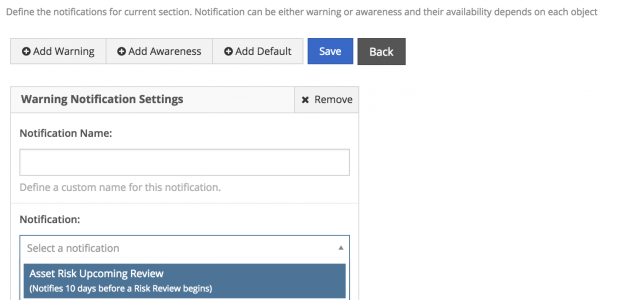 Define the notifications for current section. Notification can be either warning or awareness and their availability depends on each object
Add Warning Add Awareness Add Default Save Back
Warning Notification Settings Remove
Notification Name:
Define a custom name for this notification.
Notification:
Select a notification
Asset Risk Upcoming Review
(Notifies 10 days before a Risk Review begins)